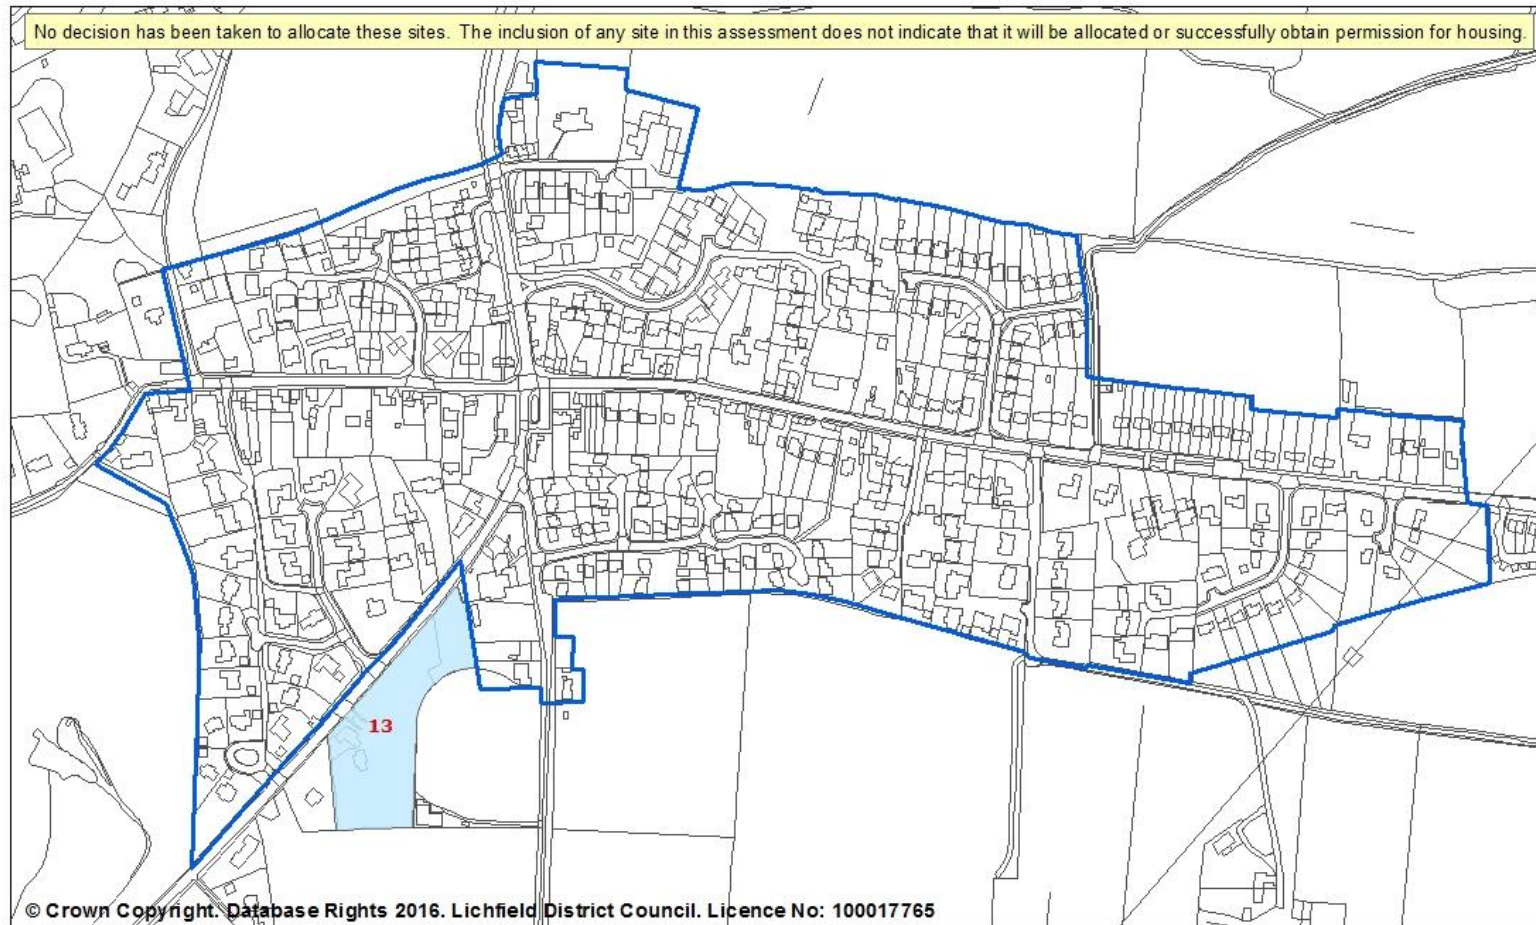 No decision has been taken to allocate these sites. The inclusion of any site in this assessment does not indicate that it will be allocated or successfully obtain permission for housing.
13
© Crown Copyright. Database Rights 2016. Lichfield District Council. Licence No: 100017765